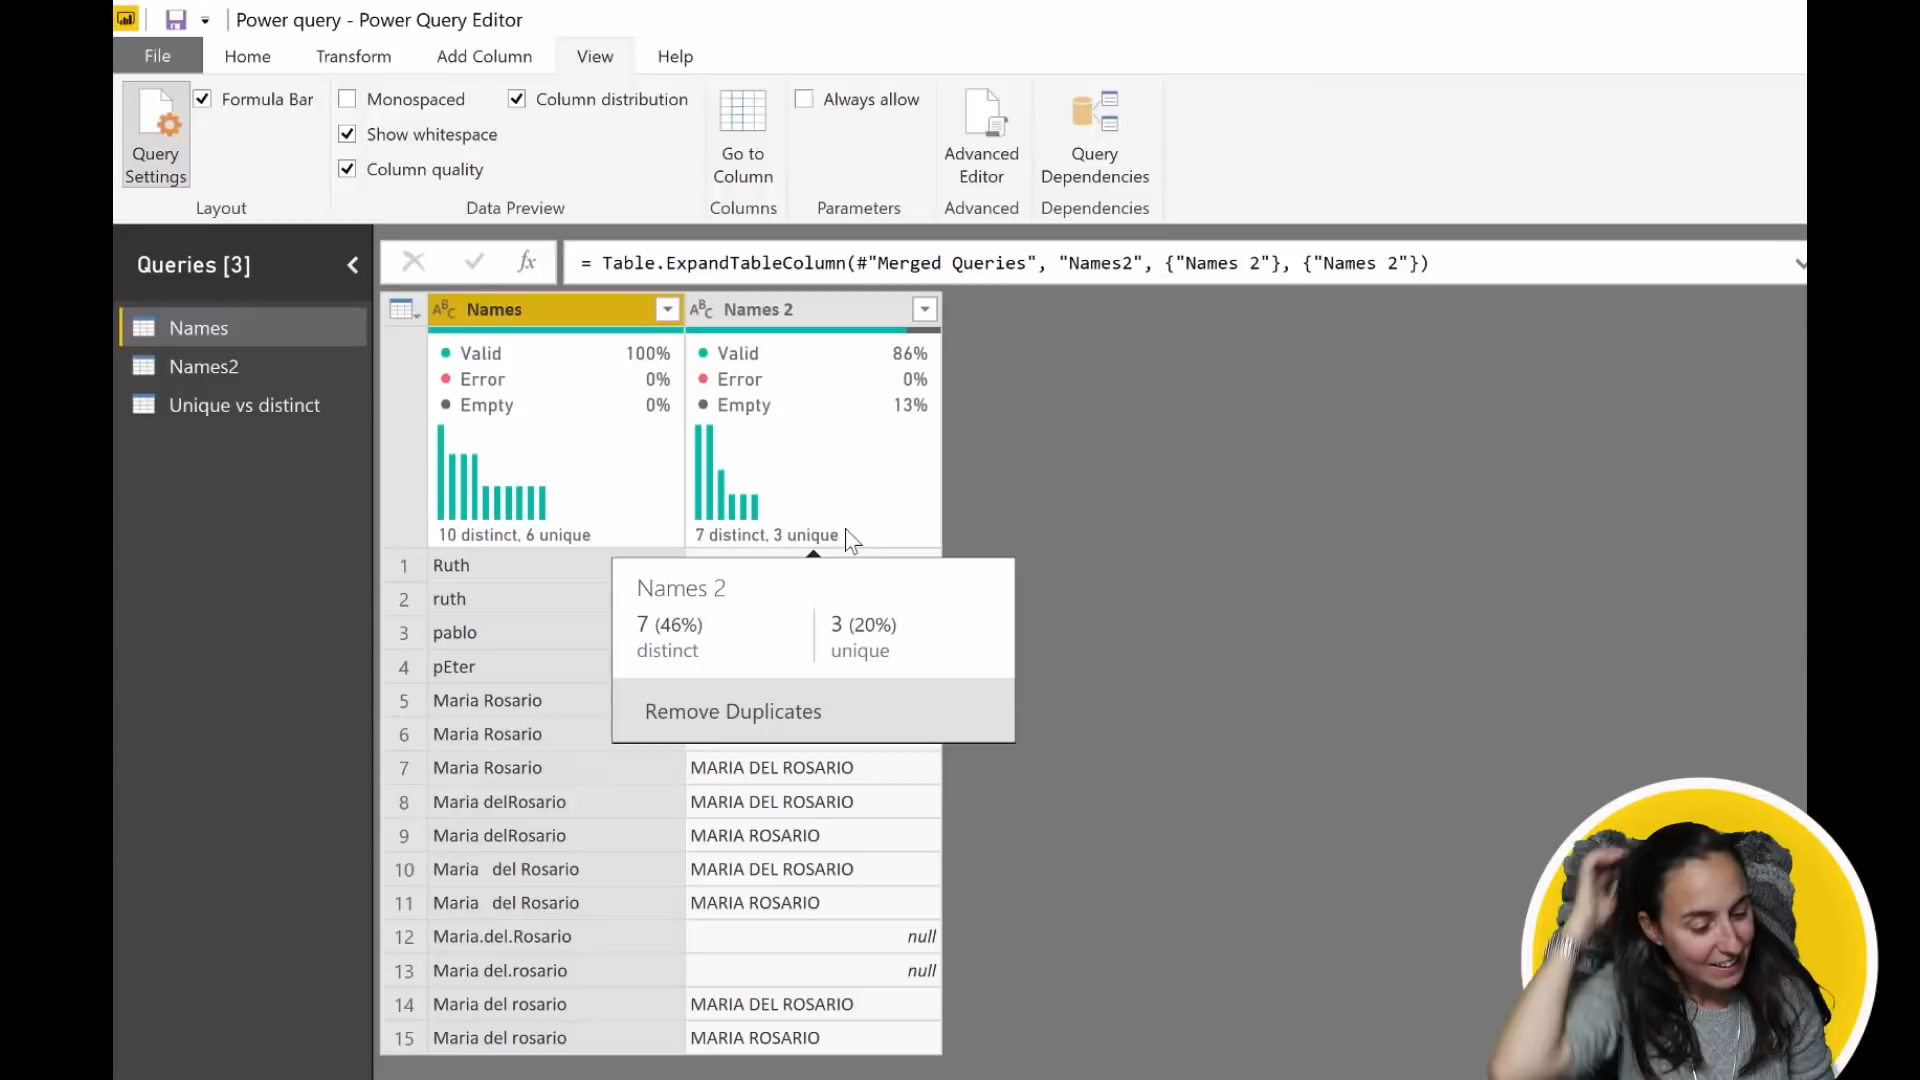 Power query - Power Query Editor
File Home Transform Add Column View Help
Formula Bar Monospaced Column distribution Always allow
Show whitespace
Column quality
Query Settings
Go to Column
Advanced Editor
Query Dependencies
Layout Data Preview Columns Parameters Advanced Dependencies
Queries [3]
fx = Table.ExpandTableColumn(#"Merged Queries", "Names2", {"Names 2"}, {"Names 2"})
Names
Names2
Unique vs distinct
ABC Names ABC Names 2
Valid 100% Valid 86%
Error 0% Error 0%
Empty 0% Empty 13%
10 distinct, 6 unique 7 distinct, 3 unique
1 Ruth
2 ruth
3 pablo
4 pEter
5 Maria Rosario
6 Maria Rosario
Names 2
7 (46%) 3 (20%)
distinct unique
Remove Duplicates
7 Maria Rosario MARIA DEL ROSARIO
8 Maria delRosario MARIA DEL ROSARIO
9 Maria delRosario MARIA ROSARIO
10 Maria   del Rosario MARIA DEL ROSARIO
11 Maria   del Rosario MARIA ROSARIO
12 Maria.del.Rosario null
13 Maria del.rosario null
14 Maria del rosario MARIA DEL ROSARIO
15 Maria del rosario MARIA ROSARIO